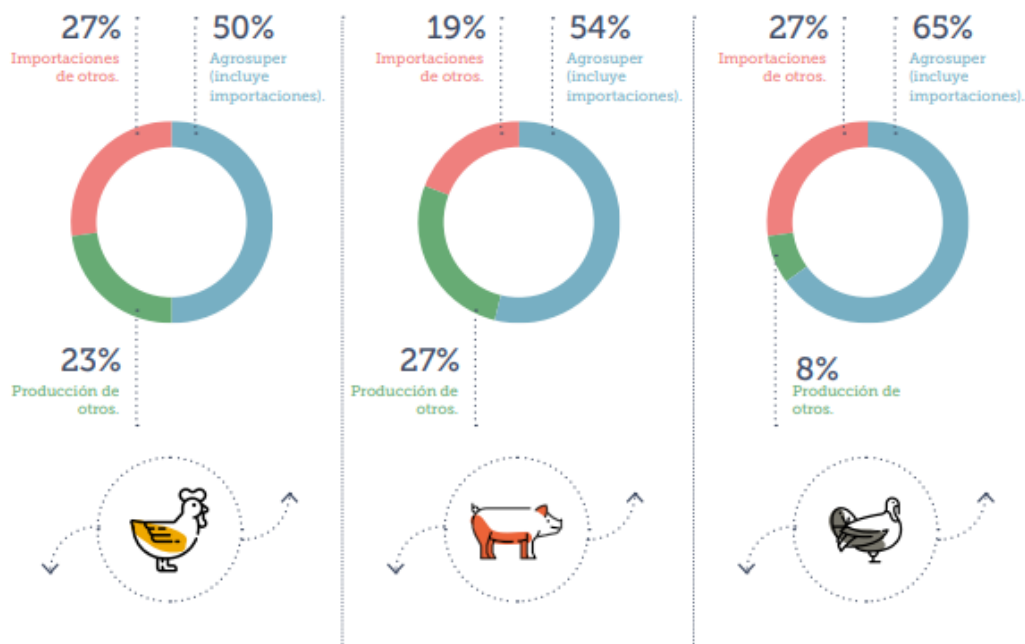 27%
Importaciones
de otros.
50%
Agrosuper
(incluye
importaciones).
23%
Producción de
otros.
19%
Importaciones
de otros.
54%
Agrosuper
(incluye
importaciones).
27%
Producción de
otros.
27%
Importaciones
de otros.
65%
Agrosuper
(incluye
importaciones).
8%
Producción de
otros.